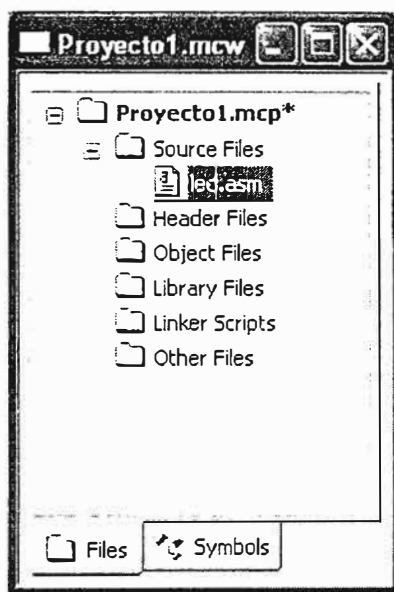 Proyecto1.mcw
Proyecto1.mcp*
Source Files
led.asm
Header Files
Object Files
Library Files
Linker Scripts
Other Files
Files
Symbols